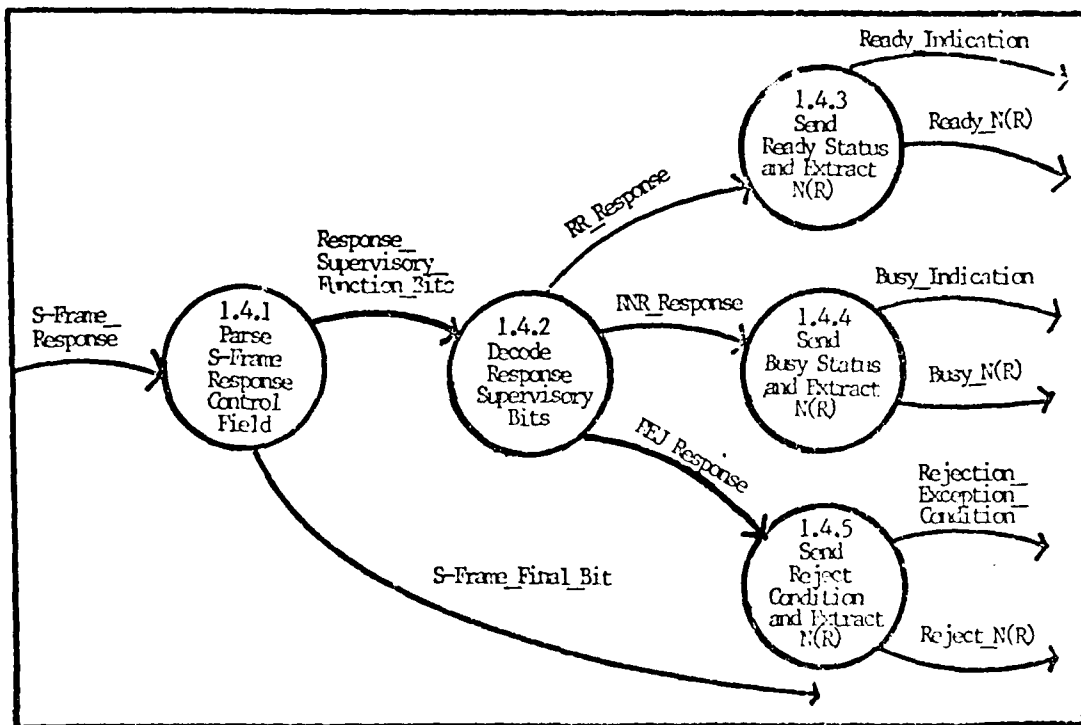 S-Frame_
Response
1.4.1
Parse
S-Frame
Response
Control
Field
Response_
Supervisory_
Function_Bits
1.4.2
Decode
Response
Supervisory
Bits
RR_Response
RNR_Response
REJ_Response
S-Frame_Final_Bit
1.4.3
Send
Ready Status
and Extract
N(R)
Ready_Indication
Ready_N(R)
1.4.4
Send
Busy Status
and Extract
N(R)
Busy_Indication
Busy_N(R)
1.4.5
Send
Reject
Condition
and Extract
N(R)
Rejection_
Exception_
Condition
Reject_N(R)